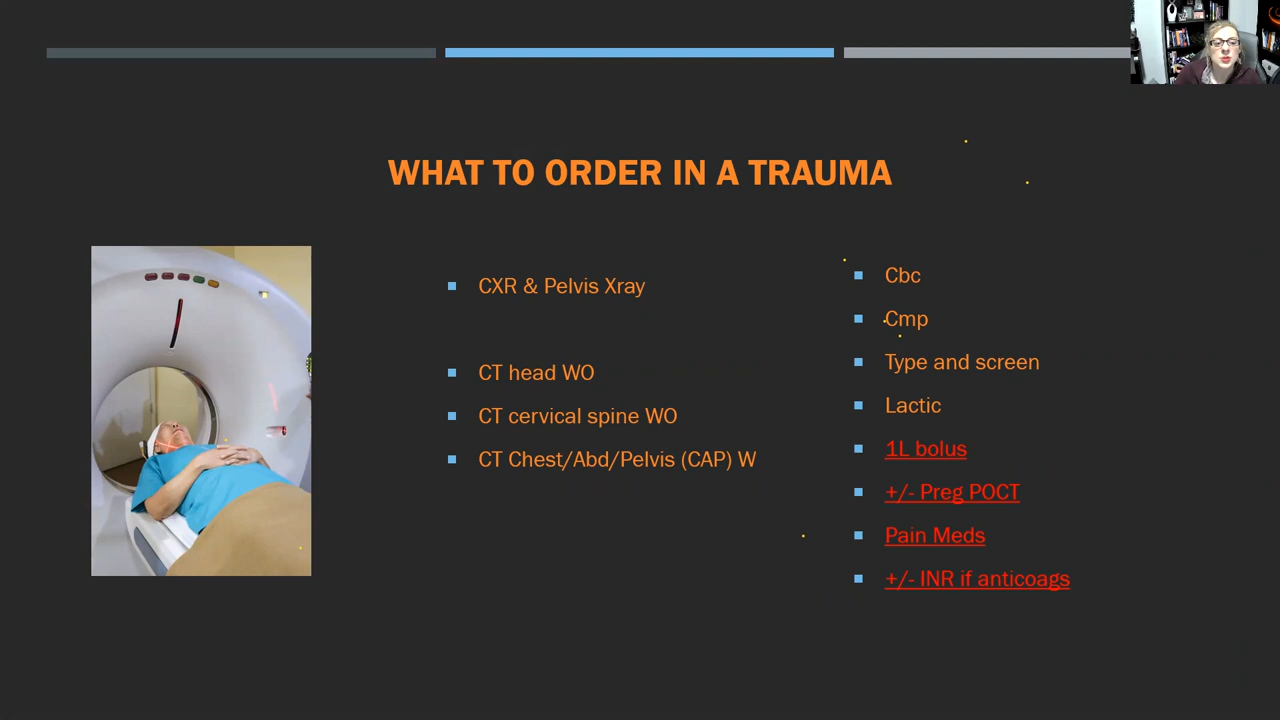 WHAT TO ORDER IN A TRAUMA
CXR & Pelvis Xray
CT head WO
CT cervical spine WO
CT Chest/Abd/Pelvis (CAP) W
Cbc
Cmp
Type and screen
Lactic
1L bolus
+/- Preg POCT
Pain Meds
+/- INR if anticoags